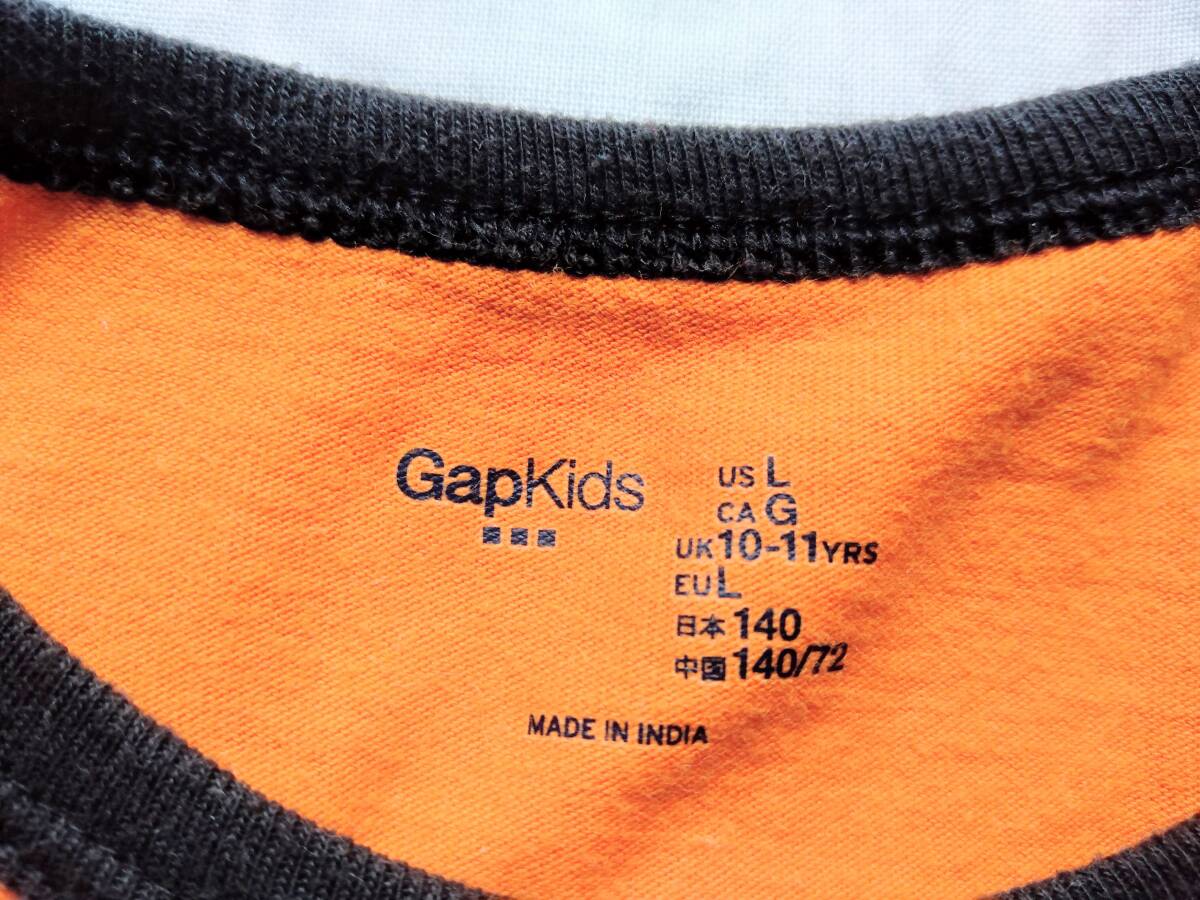 GapKids
US L
CA G
UK 10-11 YRS
EU L
日本 140
中国 140/72
MADE IN INDIA